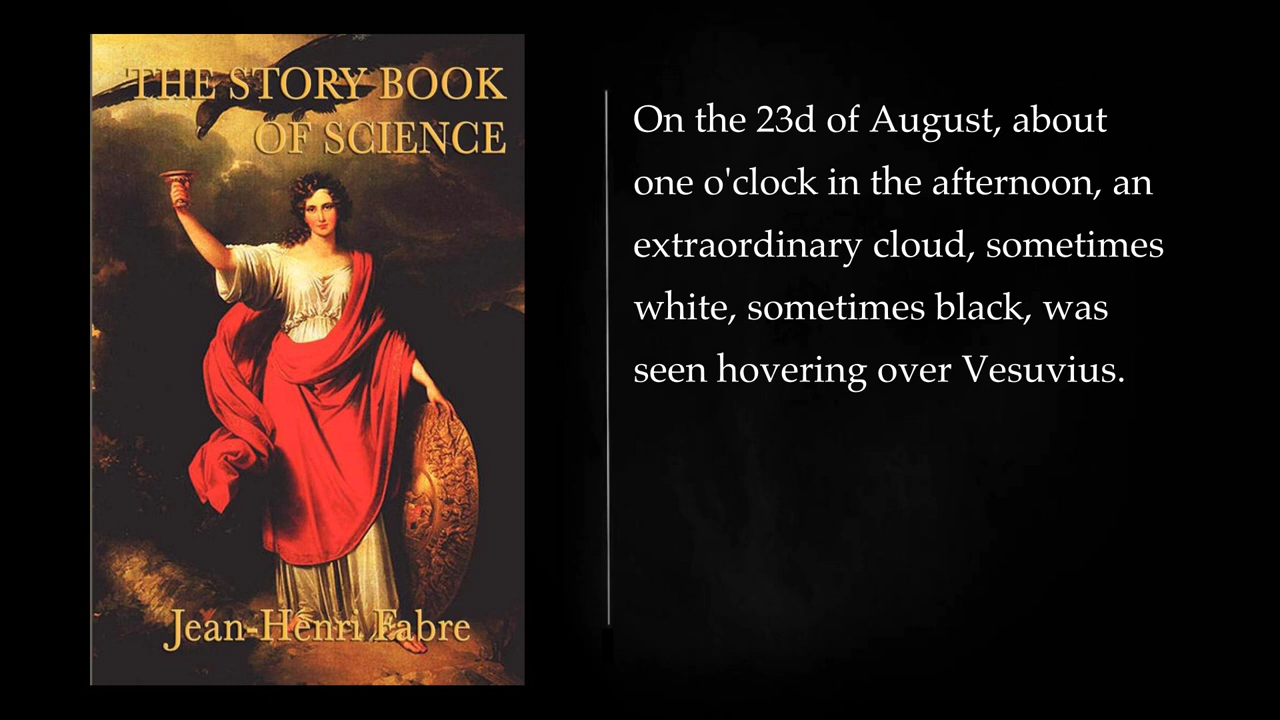 THE STORY BOOK
OF SCIENCE
Jean-Henri Fabre
On the 23d of August, about
one o'clock in the afternoon, an
extraordinary cloud, sometimes
white, sometimes black, was
seen hovering over Vesuvius.